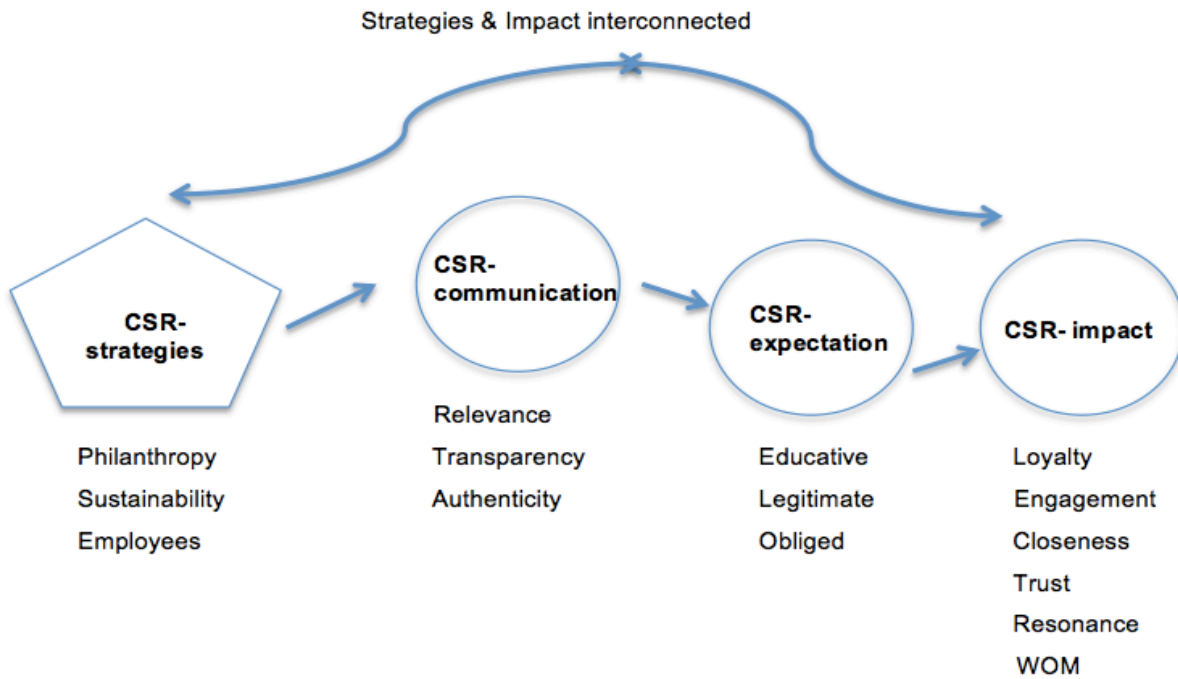 Strategies & Impact interconnected
CSR-
strategies
CSR-
communication
CSR-
expectation
CSR- impact
Philanthropy
Sustainability
Employees
Relevance
Transparency
Authenticity
Educative
Legitimate
Obliged
Loyalty
Engagement
Closeness
Trust
Resonance
WOM